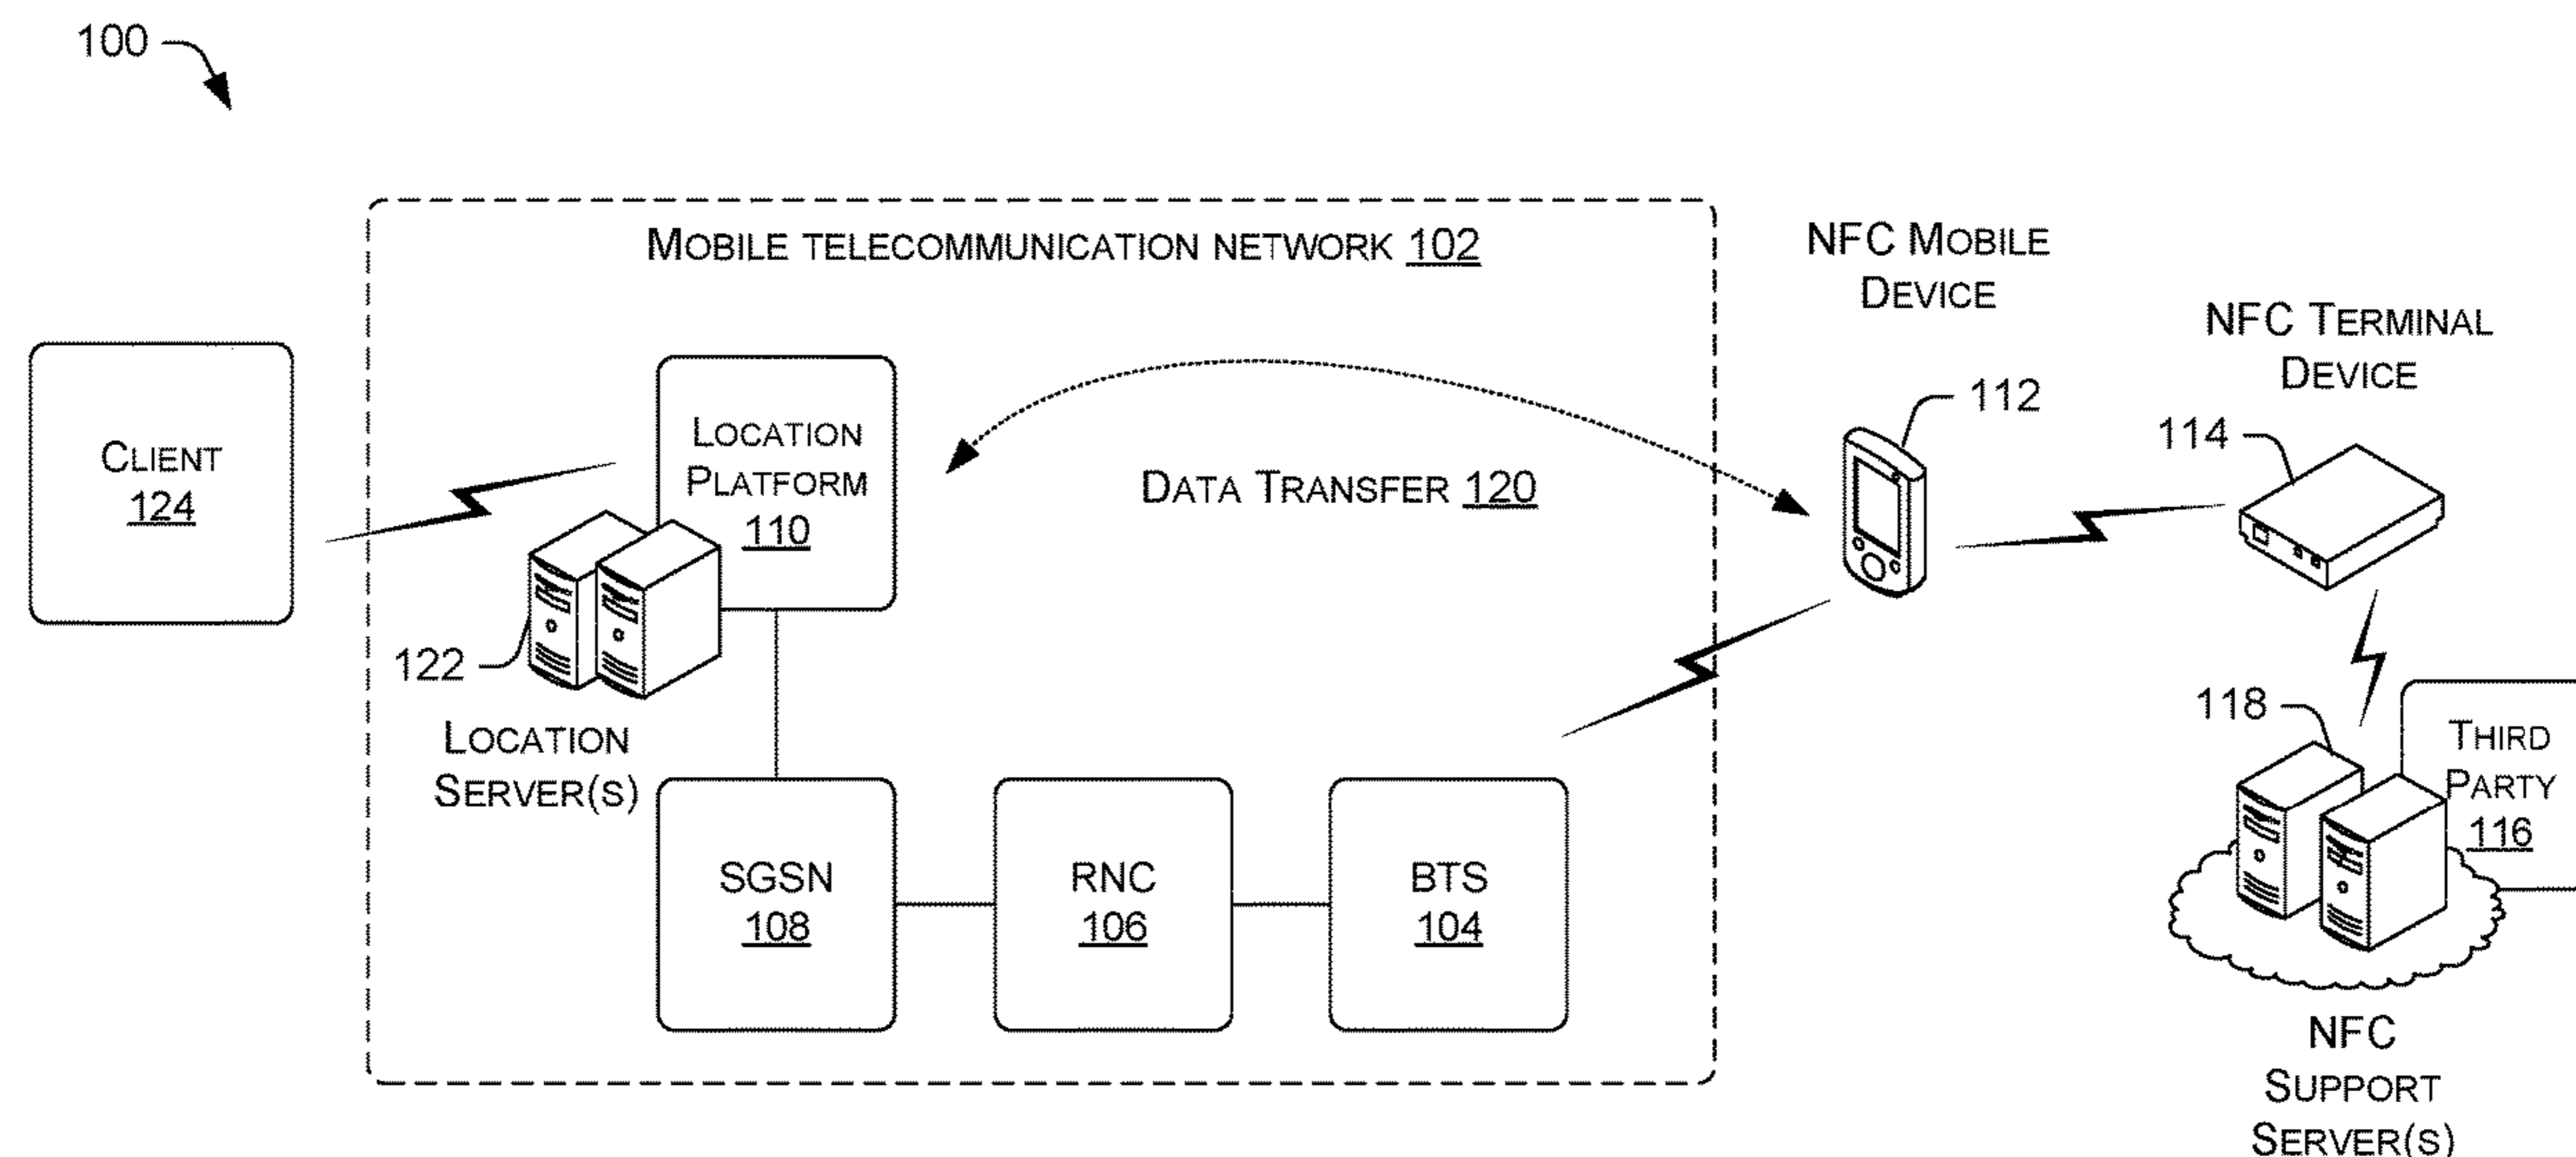 100
MOBILE TELECOMMUNICATION NETWORK 102
NFC MOBILE
DEVICE
NFC TERMINAL
DEVICE
CLIENT
124
LOCATION
PLATFORM
110
DATA TRANSFER 120
112
114
122
LOCATION
SERVER(S)
118
THIRD
PARTY
116
SGSN
108
RNC
106
BTS
104
NFC
SUPPORT
SERVER(S)